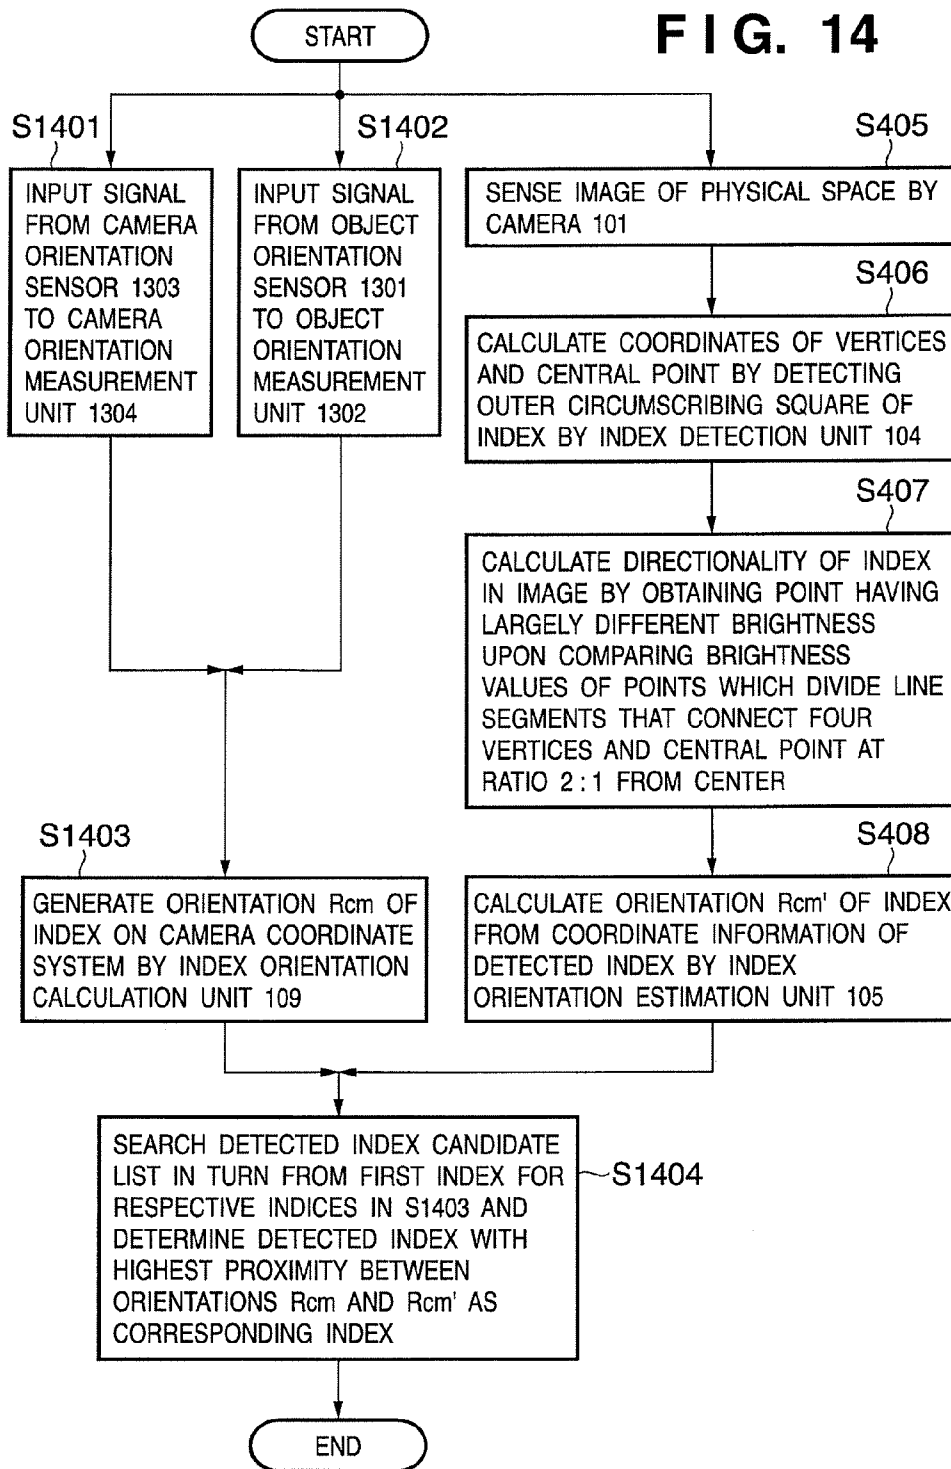 FIG. 14
START
S1401
INPUT SIGNAL
FROM CAMERA
ORIENTATION
SENSOR 1303
TO CAMERA
ORIENTATION
MEASUREMENT
UNIT 1304
S1402
INPUT SIGNAL
FROM OBJECT
ORIENTATION
SENSOR 1301
TO OBJECT
ORIENTATION
MEASUREMENT
UNIT 1302
S405
SENSE IMAGE OF PHYSICAL SPACE BY
CAMERA 101
S406
CALCULATE COORDINATES OF VERTICES
AND CENTRAL POINT BY DETECTING
OUTER CIRCUMSCRIBING SQUARE OF
INDEX BY INDEX DETECTION UNIT 104
S407
CALCULATE DIRECTIONALITY OF INDEX
IN IMAGE BY OBTAINING POINT HAVING
LARGELY DIFFERENT BRIGHTNESS
UPON COMPARING BRIGHTNESS
VALUES OF POINTS WHICH DIVIDE LINE
SEGMENTS THAT CONNECT FOUR
VERTICES AND CENTRAL POINT AT
RATIO 2 : 1 FROM CENTER
S1403
GENERATE ORIENTATION Rcm OF
INDEX ON CAMERA COORDINATE
SYSTEM BY INDEX ORIENTATION
CALCULATION UNIT 109
S408
CALCULATE ORIENTATION Rcm' OF INDEX
FROM COORDINATE INFORMATION OF
DETECTED INDEX BY INDEX
ORIENTATION ESTIMATION UNIT 105
SEARCH DETECTED INDEX CANDIDATE
LIST IN TURN FROM FIRST INDEX FOR
RESPECTIVE INDICES IN S1403 AND
DETERMINE DETECTED INDEX WITH
HIGHEST PROXIMITY BETWEEN
ORIENTATIONS Rcm AND Rcm' AS
CORRESPONDING INDEX
S1404
END